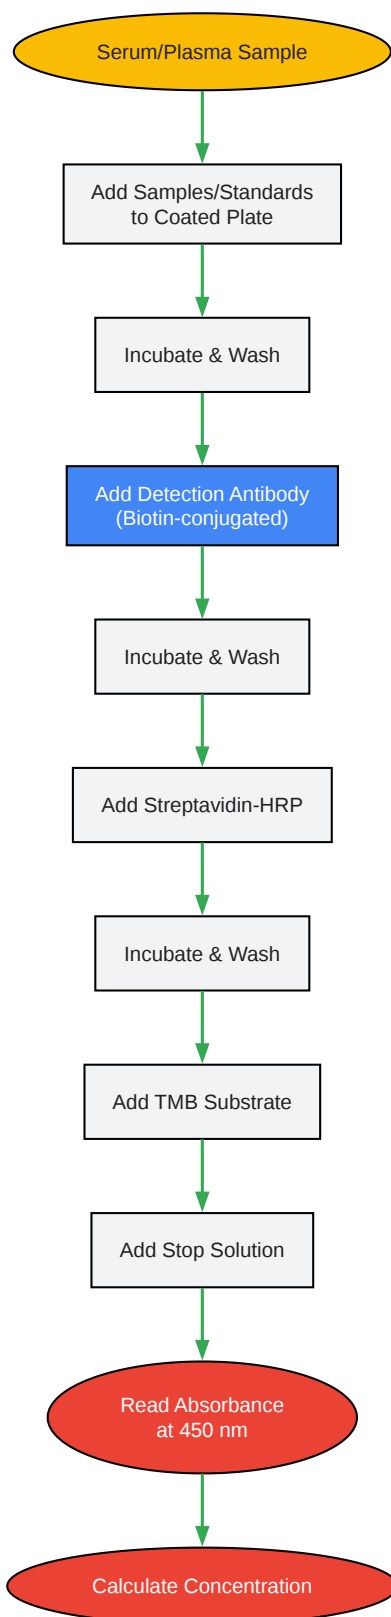 Serum/Plasma Sample
Add Samples/Standards
to Coated Plate
Incubate & Wash
Add Detection Antibody
(Biotin-conjugated)
Incubate & Wash
Add Streptavidin-HRP
Incubate & Wash
Add TMB Substrate
Add Stop Solution
Read Absorbance
at 450 nm
Calculate Concentration